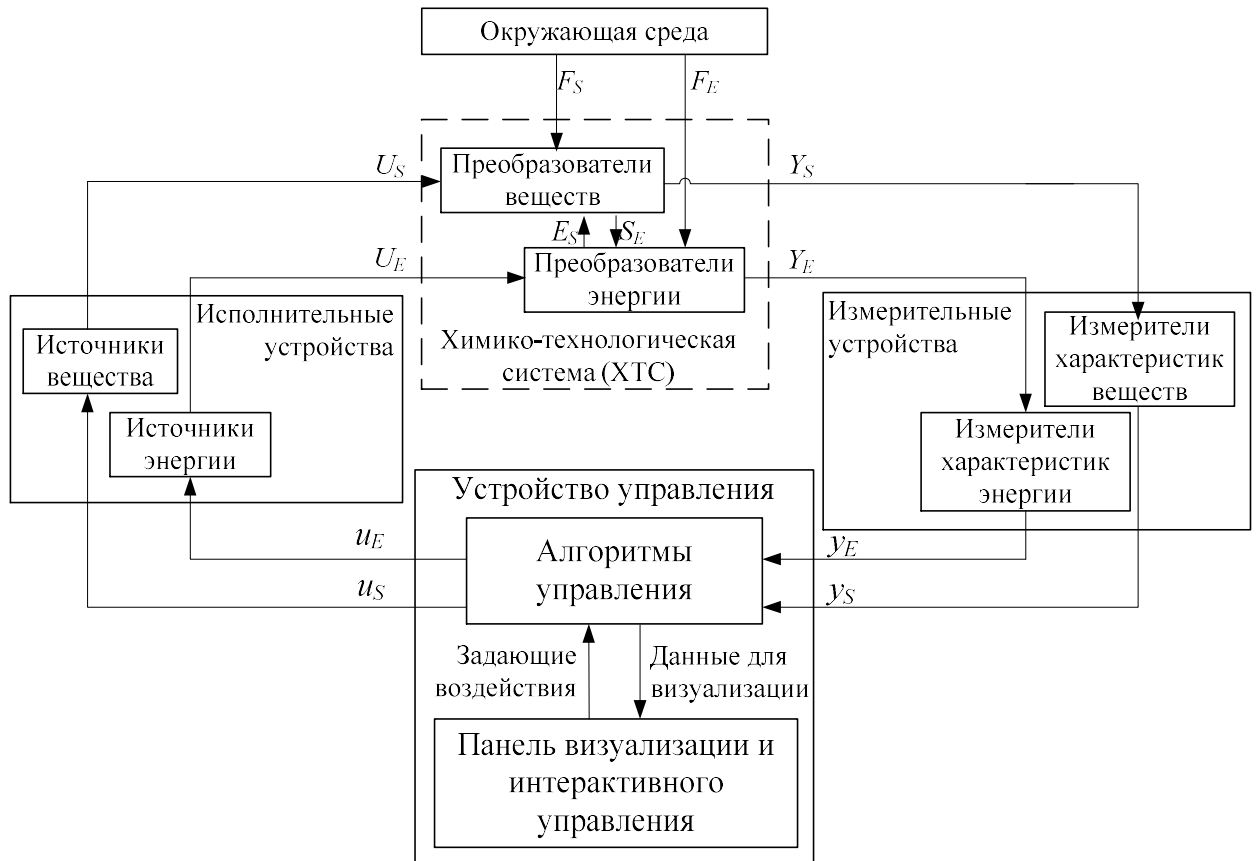 Окружающая среда
F_S
F_E
U_S
Преобразователи
веществ
Y_S
E_S
S_E
U_E
Преобразователи
энергии
Y_E
Химико-технологическая
система (ХТС)
Исполнительные
устройства
Источники
вещества
Источники
энергии
Измерительные
устройства
Измерители
характеристик
веществ
Измерители
характеристик
энергии
Устройство управления
Алгоритмы
управления
u_E
u_S
y_E
y_S
Задающие
воздействия
Данные для
визуализации
Панель визуализации и
интерактивного
управления